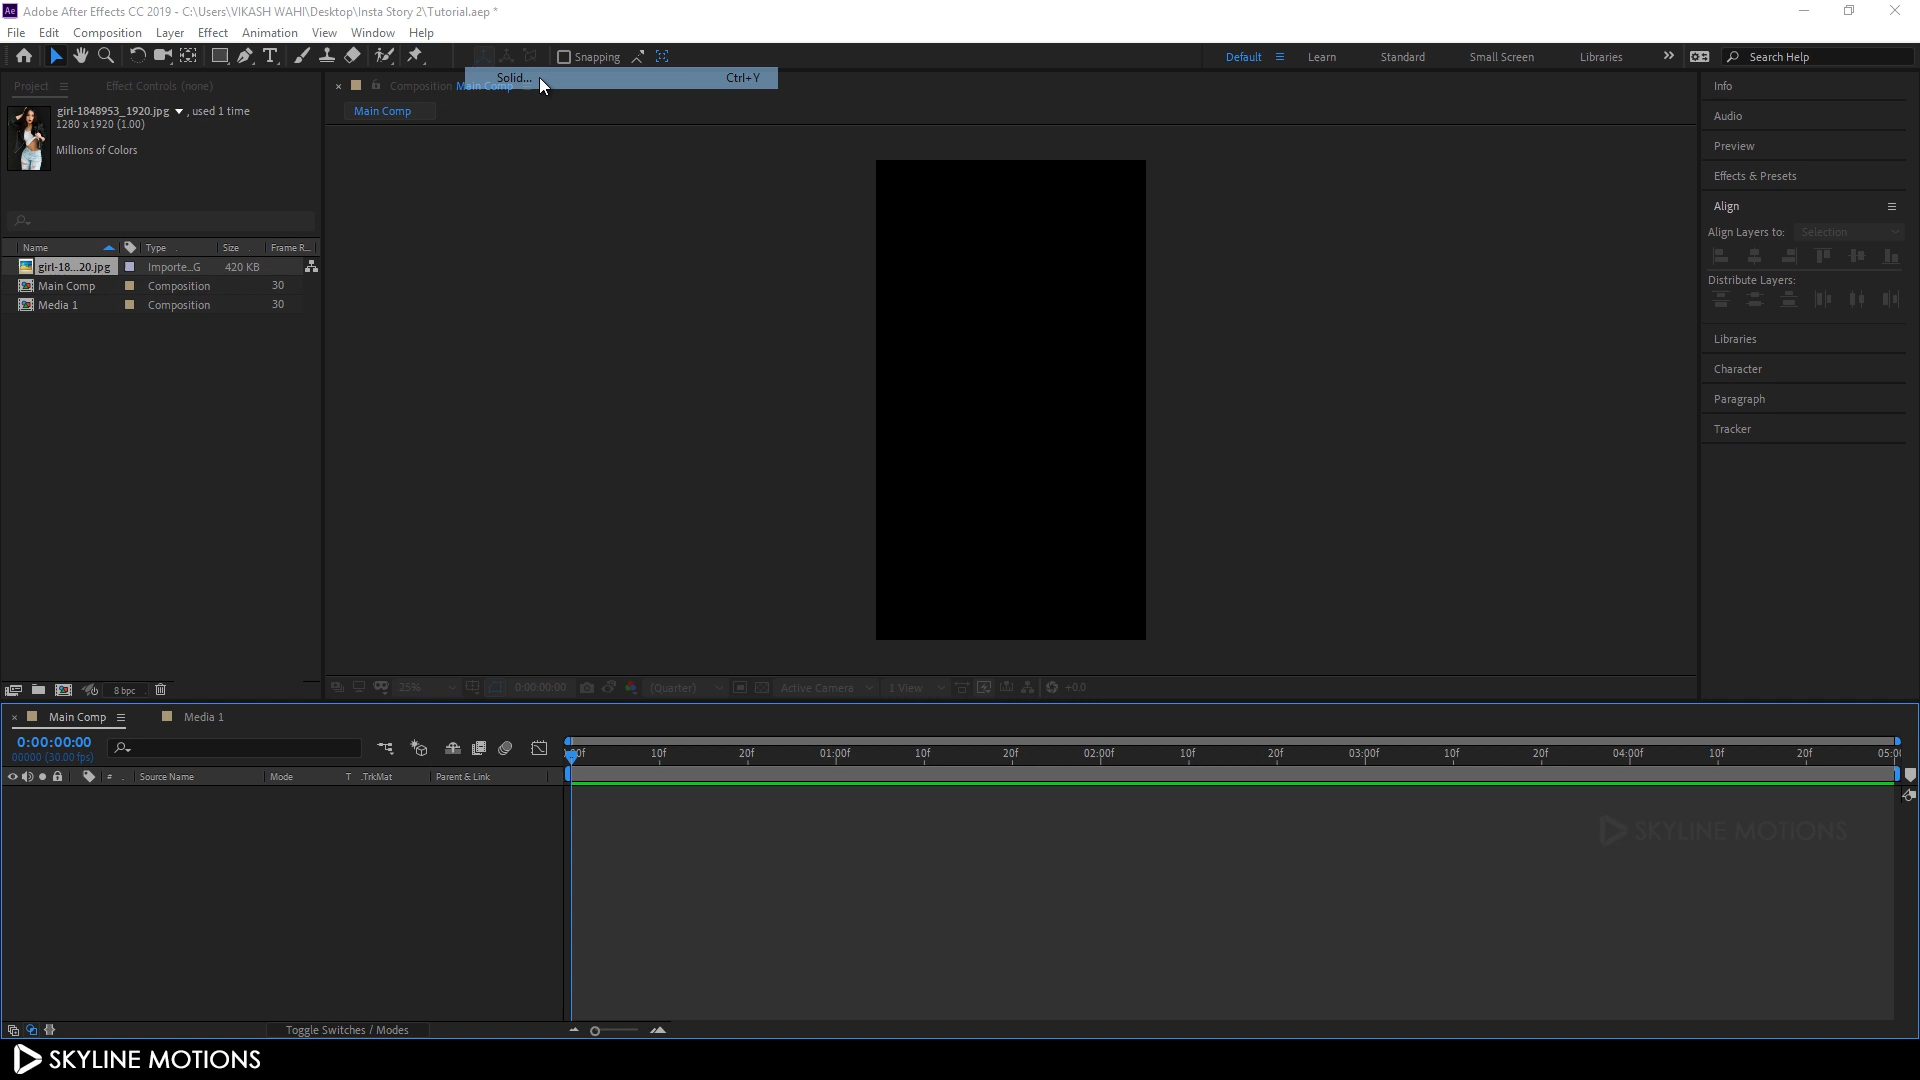 Ae Adobe After Effects CC 2019 - C:\Users\VIKASH WAHI\Desktop\Insta Story 2\Tutorial.aep *
File Edit Composition Layer Effect Animation View Window Help
Snapping Default Learn Standard Small Screen Libraries Search Help
Solid... Ctrl+Y
Project Effect Controls (none) Composition Main Comp
Main Comp
girl-1848953_1920.jpg , used 1 time
1280 x 1920 (1.00)
Millions of Colors
Name Type Size Frame R...
girl-18...20.jpg Importe...G 420 KB
Main Comp Composition 30
Media 1 Composition 30
Info
Audio
Preview
Effects & Presets
Align
Align Layers to: Selection
Distribute Layers:
Libraries
Character
Paragraph
Tracker
8 bpc
25% 0:00:00:00 (Quarter) Active Camera 1 View +0.0
Main Comp Media 1
0:00:00:00
00000 (30.00 fps)
10f 20f 01:00f 10f 20f 02:00f 10f 20f 03:00f 10f 20f 04:00f 10f 20f
# Source Name Mode T .TrkMat Parent & Link
SKYLINE MOTIONS
Toggle Switches / Modes
SKYLINE MOTIONS